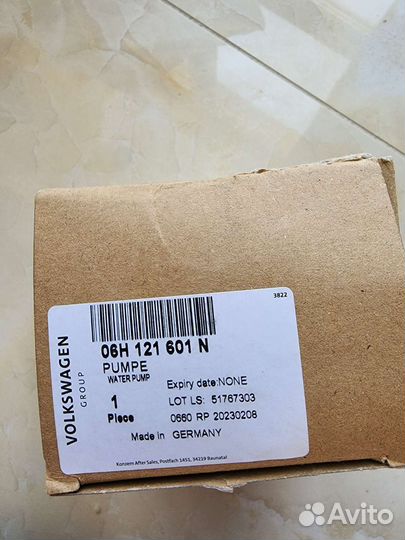 3822
VOLKSWAGEN
GROUP
06H 121 601 N
PUMPE
WATER PUMP
Expiry date:NONE
1
LOT LS: 51767303
Piece
0660 RP 20230208
Made in GERMANY
Konzern After Sales, Postfach 1451, 34219 Baunatal
Avito